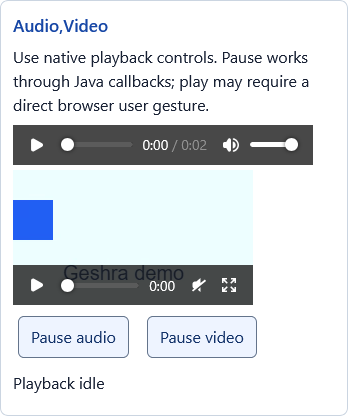 Audio,Video
Use native playback controls. Pause works
through Java callbacks; play may require a
direct browser user gesture.
0:00 / 0:02
Geshra demo
0:00
Pause audio
Pause video
Playback idle